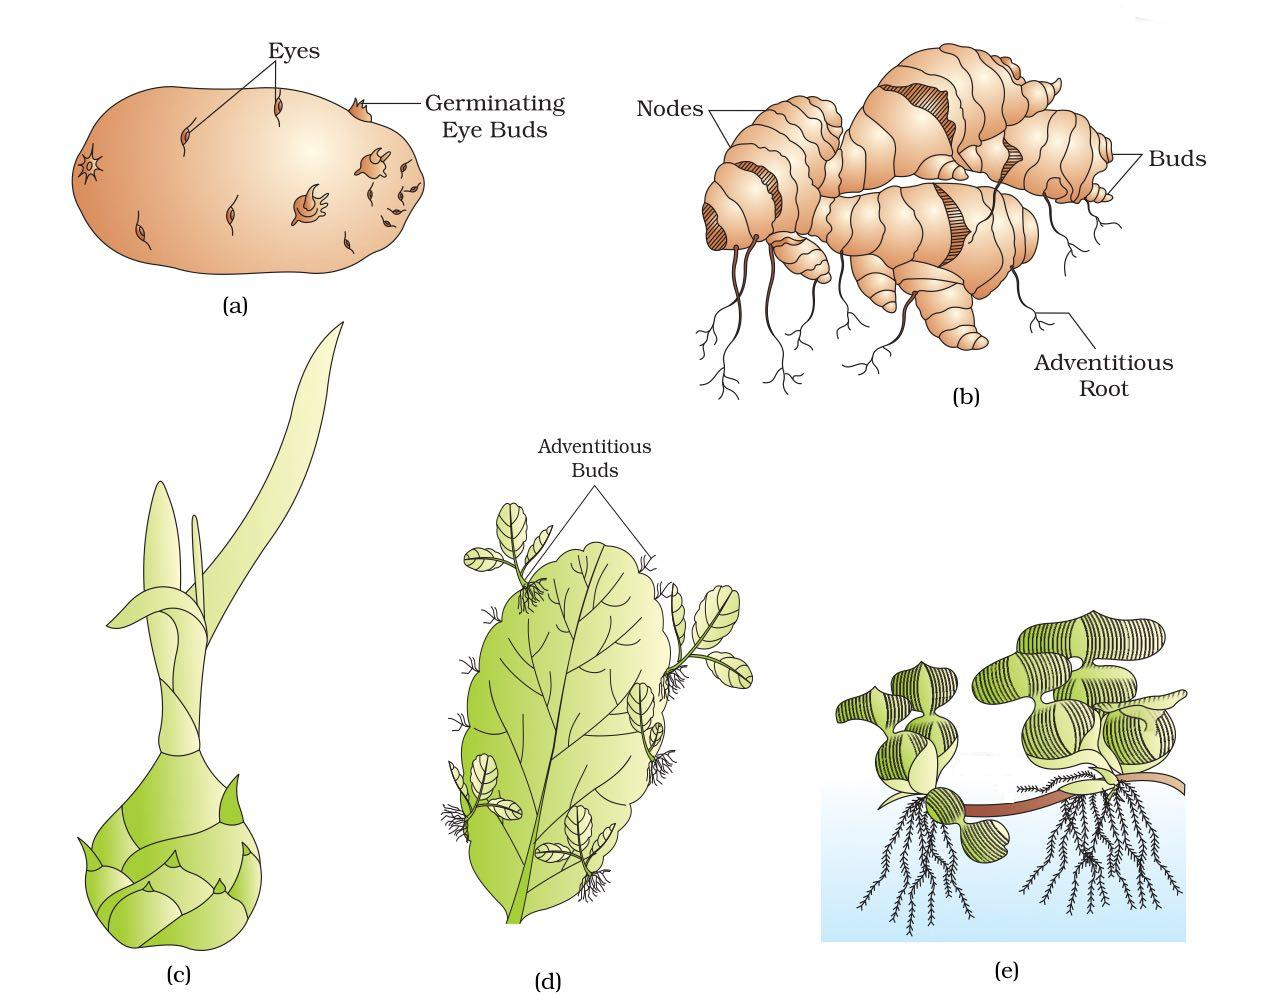 Eyes
Germinating
Eye Buds
(a)
Nodes
Buds
Adventitious
Root
(b)
(c)
Adventitious
Buds
(d)
(e)